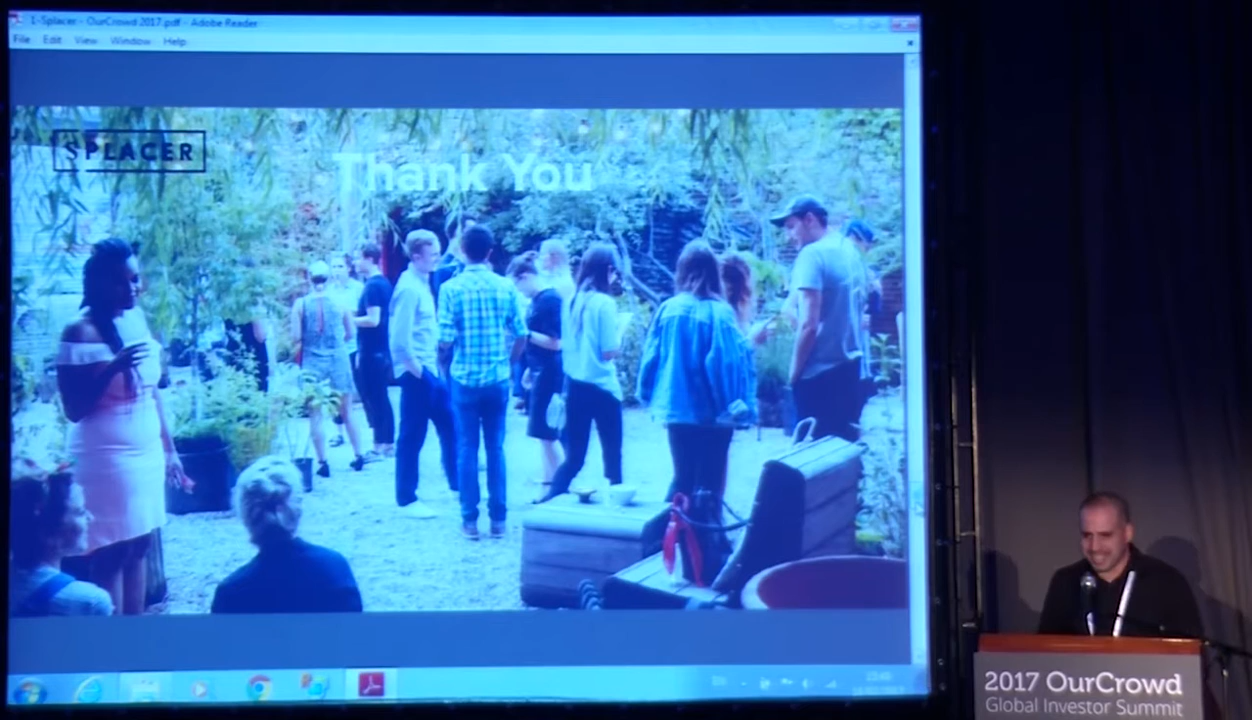 1-Splacer - OurCrowd 2017.pdf - Adobe Reader
File Edit View Window Help
SPLACER
Thank You
2017 OurCrowd
Global Investor Summit